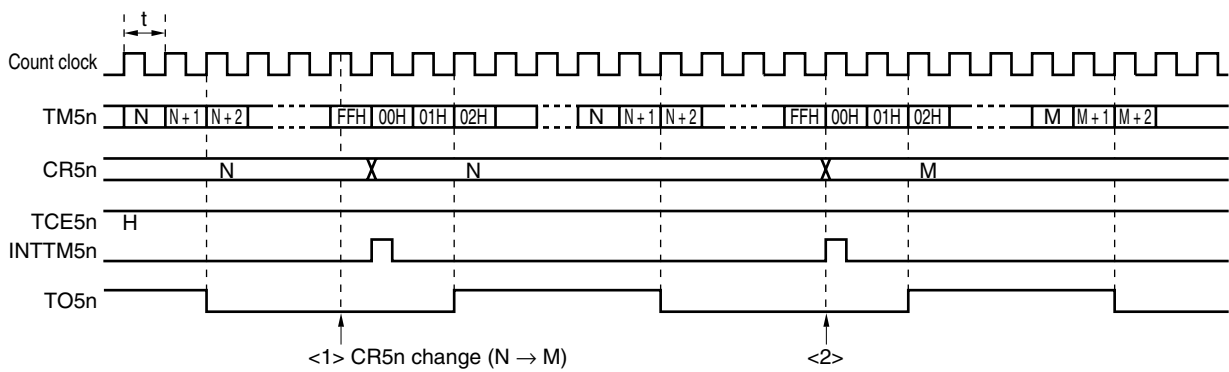 t
Count clock
TM5n N N + 1 N + 2 FFH 00H 01H 02H N N + 1 N + 2 FFH 00H 01H 02H M M + 1 M + 2
CR5n N N M
TCE5n H
INTTM5n
TO5n
<1> CR5n change (N → M) <2>